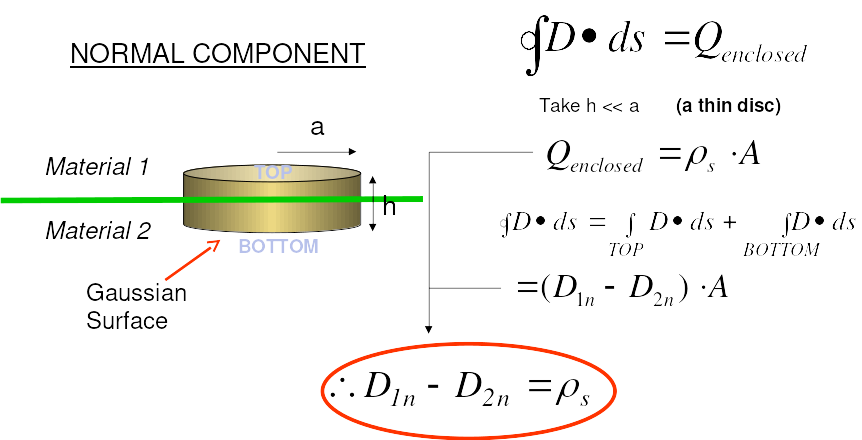 NORMAL COMPONENT
∮D • ds = Q_enclosed
Take h << a (a thin disc)
a
Q_enclosed = ρ_s · A
Material 1
TOP
h
Material 2
BOTTOM
∮D • ds = ∫_TOP D • ds + ∫_BOTTOM D • ds
= (D_1n - D_2n) · A
Gaussian
Surface
∴ D_1n - D_2n = ρ_s